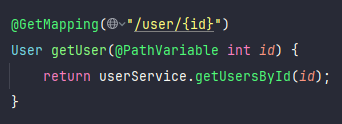 @GetMapping("/user/{id}")
User getUser(@PathVariable int id) {
    return userService.getUsersById(id);
}